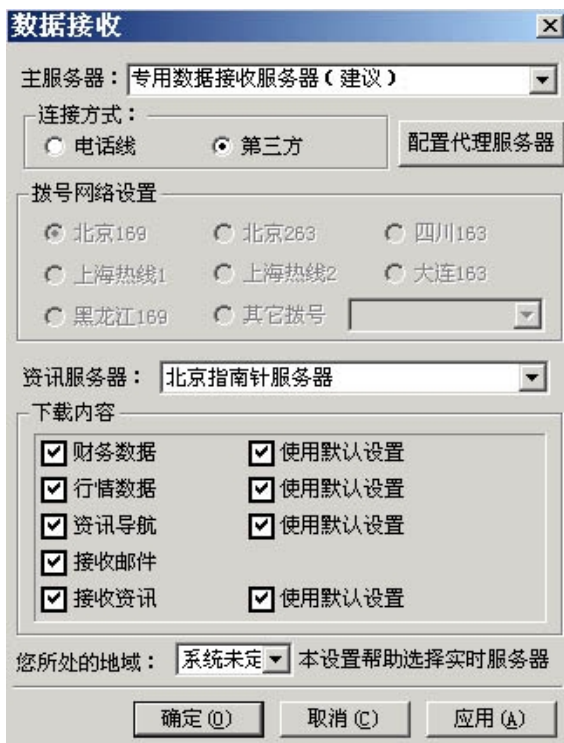 数据接收
主服务器：专用数据接收服务器(建议)
连接方式：
电话线 第三方 配置代理服务器
拨号网络设置
北京169 北京263 四川163
上海热线1 上海热线2 大连163
黑龙江169 其它拨号
资讯服务器：北京指南针服务器
下载内容
财务数据 使用默认设置
行情数据 使用默认设置
资讯导航 使用默认设置
接收邮件
接收资讯 使用默认设置
您所处的地域：系统未定 本设置帮助选择实时服务器
确定(O) 取消(C) 应用(A)